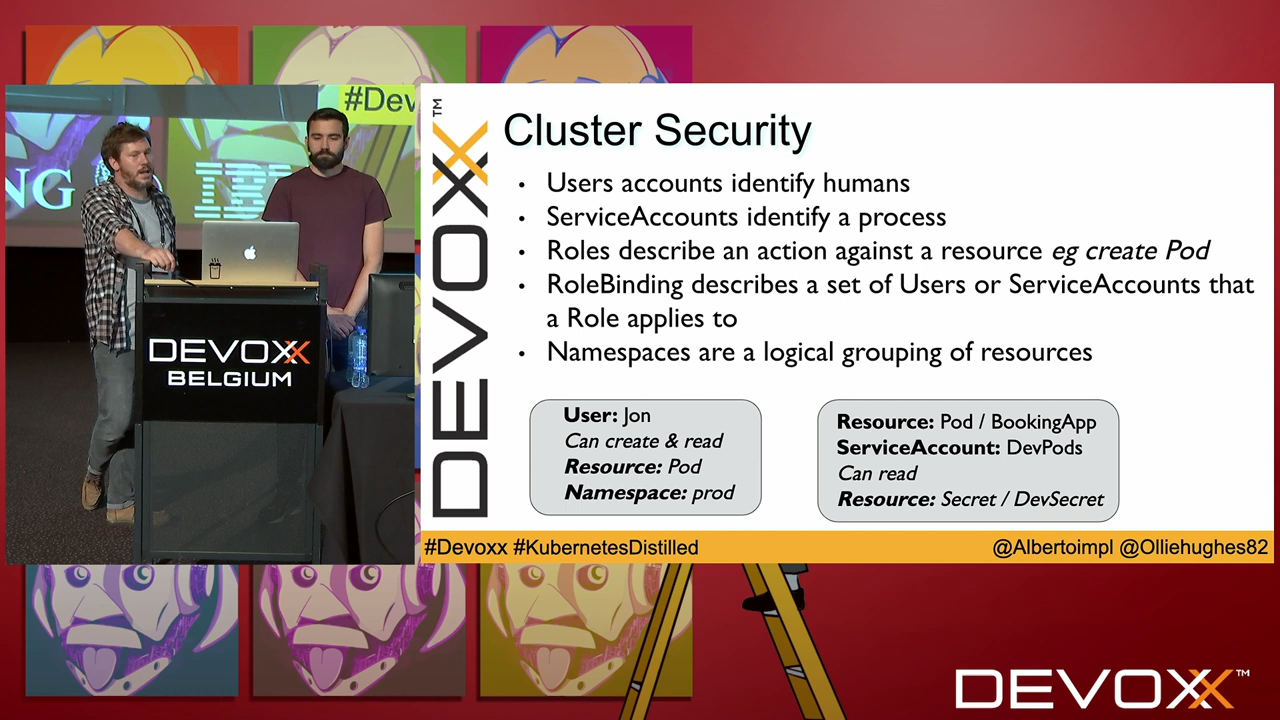 #Dev
NG
IBM
DEVOXX
BELGIUM
DEVOXX™
Cluster Security
• Users accounts identify humans
• ServiceAccounts identify a process
• Roles describe an action against a resource eg create Pod
• RoleBinding describes a set of Users or ServiceAccounts that
a Role applies to
• Namespaces are a logical grouping of resources
User: Jon
Can create & read
Resource: Pod
Namespace: prod
Resource: Pod / BookingApp
ServiceAccount: DevPods
Can read
Resource: Secret / DevSecret
#Devoxx #KubernetesDistilled
@Albertoimpl @Olliehughes82
DEVOXX™